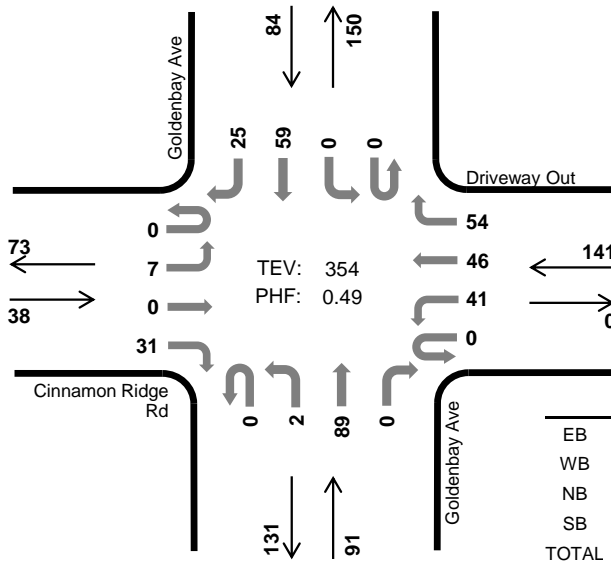 84
150
Goldenbay Ave
25
59
0
0
Driveway Out
0
54
73
7
TEV: 354
46
141
38
0
PHF: 0.49
41
0
31
0
Cinnamon Ridge
Rd
0
2
89
0
Goldenbay Ave
131
91
EB
WB
NB
SB
TOTAL